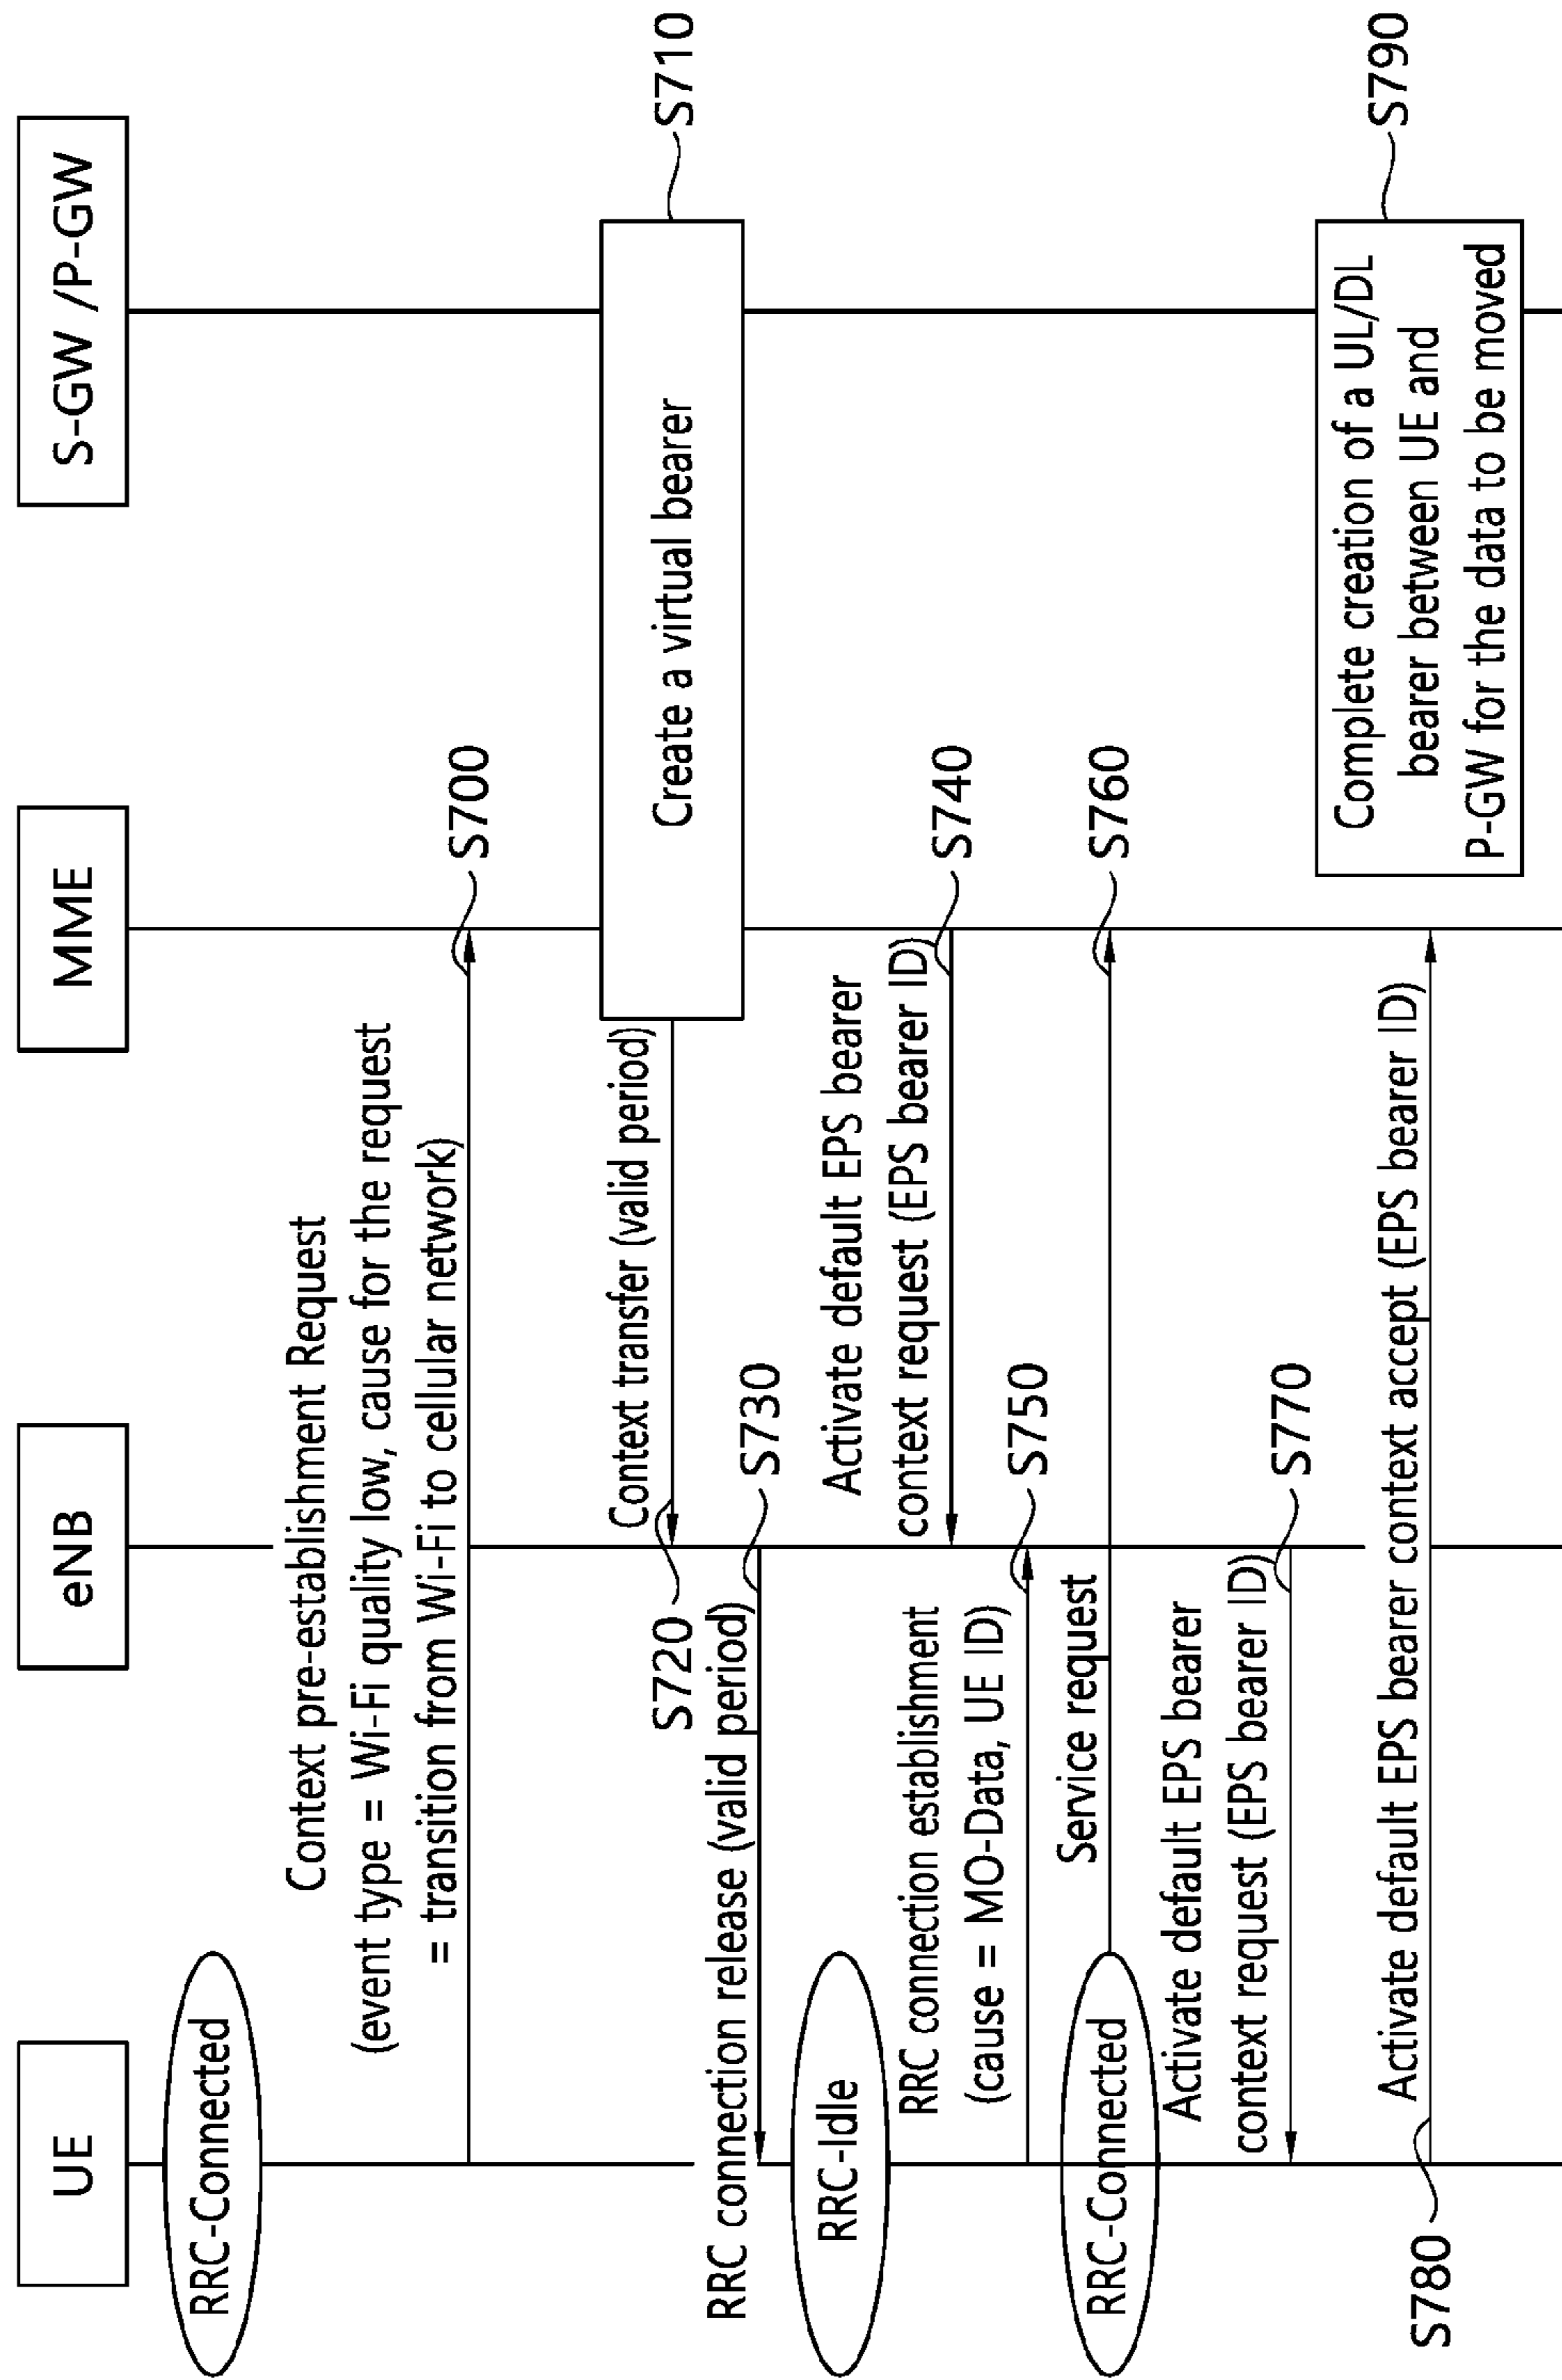 UE
eNB
MME
S-GW /P-GW
RRC-Connected
Context pre-establishment Request
(event type = Wi-Fi quality low, cause for the request
= transition from Wi-Fi to cellular network)
S700
Create a virtual bearer
S710
Context transfer (valid period)
S720
RRC connection release (valid period)
S730
RRC-Idle
Activate default EPS bearer
context request (EPS bearer ID)
S740
RRC connection establishment
(cause = MO-Data, UE ID)
S750
RRC-Connected
Service request
S760
Activate default EPS bearer
context request (EPS bearer ID)
S770
Activate default EPS bearer context accept (EPS bearer ID)
S780
Complete creation of a UL/DL
bearer between UE and
P-GW for the data to be moved
S790